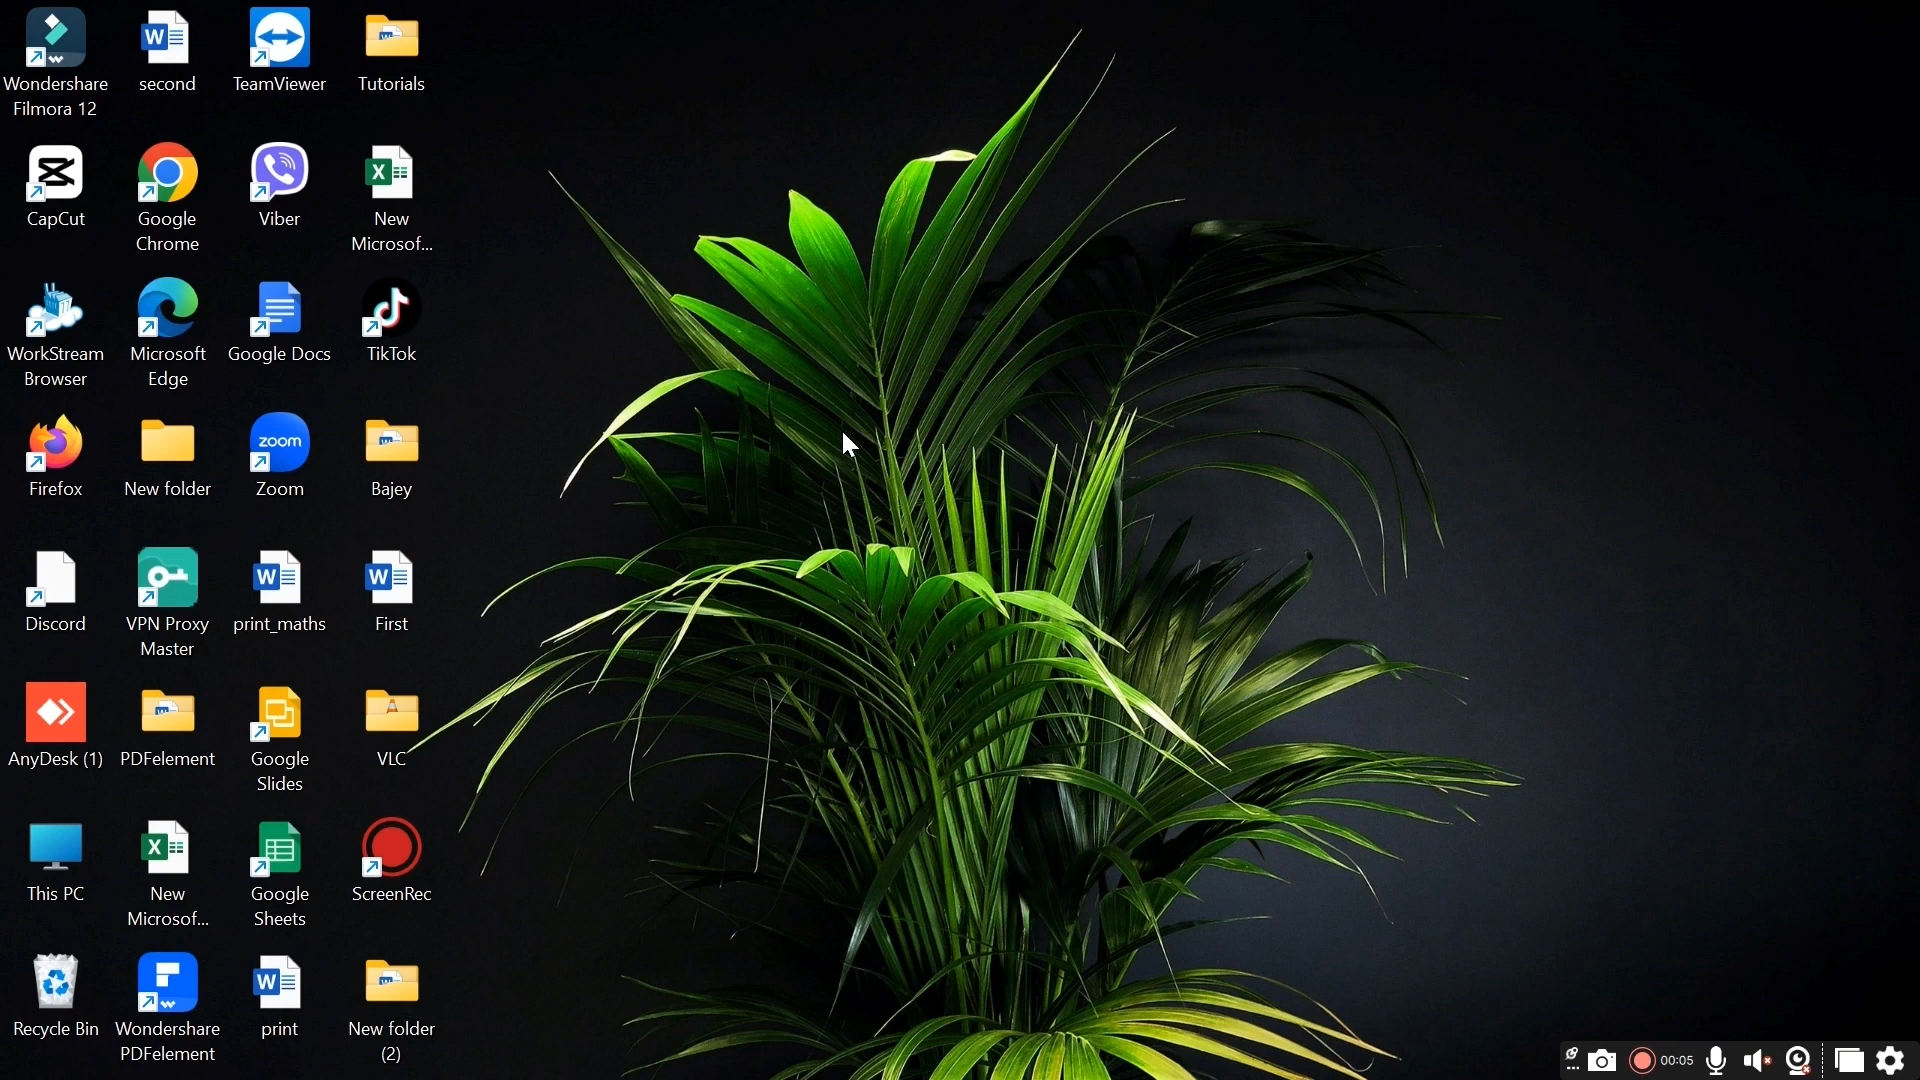 Wondershare
Filmora 12
second
TeamViewer
Tutorials
CapCut
Google
Chrome
Viber
New
Microsof...
WorkStream
Browser
Microsoft
Edge
Google Docs
TikTok
Firefox
New folder
zoom
Zoom
Bajey
Discord
VPN Proxy
Master
print_maths
First
AnyDesk (1)
PDFelement
Google
Slides
VLC
This PC
New
Microsof...
Google
Sheets
ScreenRec
Recycle Bin
Wondershare
PDFelement
print
New folder
(2)
00:05